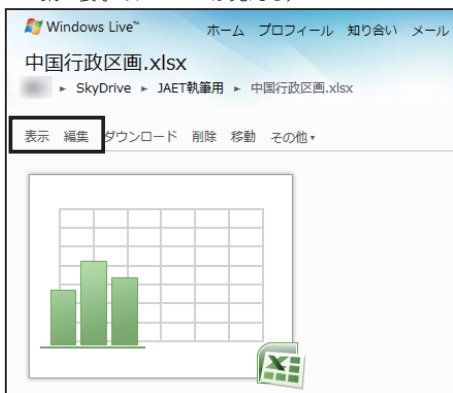 Windows Live™ ホーム プロフィール 知り合い メール
中国行政区画.xlsx
▸ SkyDrive ▸ JAET執筆用 ▸ 中国行政区画.xlsx
表示 編集 ダウンロード 削除 移動 その他▾